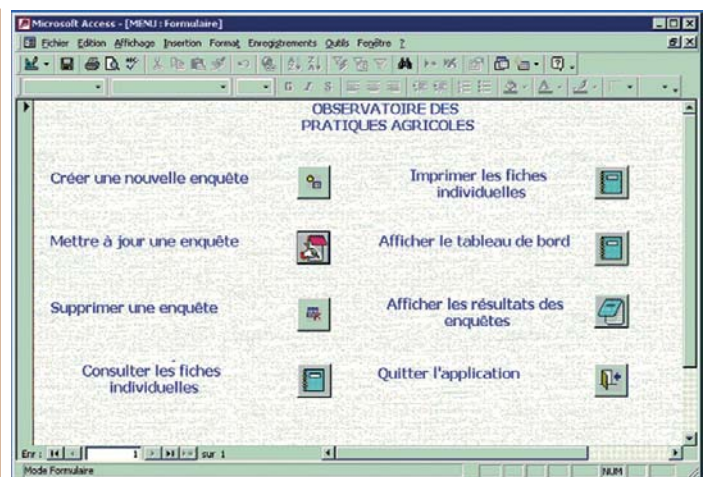 Microsoft Access - [MENU : Formulaire]
Fichier Edition Affichage Insertion Format Enregistrements Outils Fenêtre ?
G I S
OBSERVATOIRE DES
PRATIQUES AGRICOLES
Créer une nouvelle enquête
Imprimer les fiches
individuelles
Mettre à jour une enquête
Afficher le tableau de bord
Supprimer une enquête
Afficher les résultats des
enquêtes
Consulter les fiches
individuelles
Quitter l'application
Enr : 1 sur 1
Mode Formulaire NUM